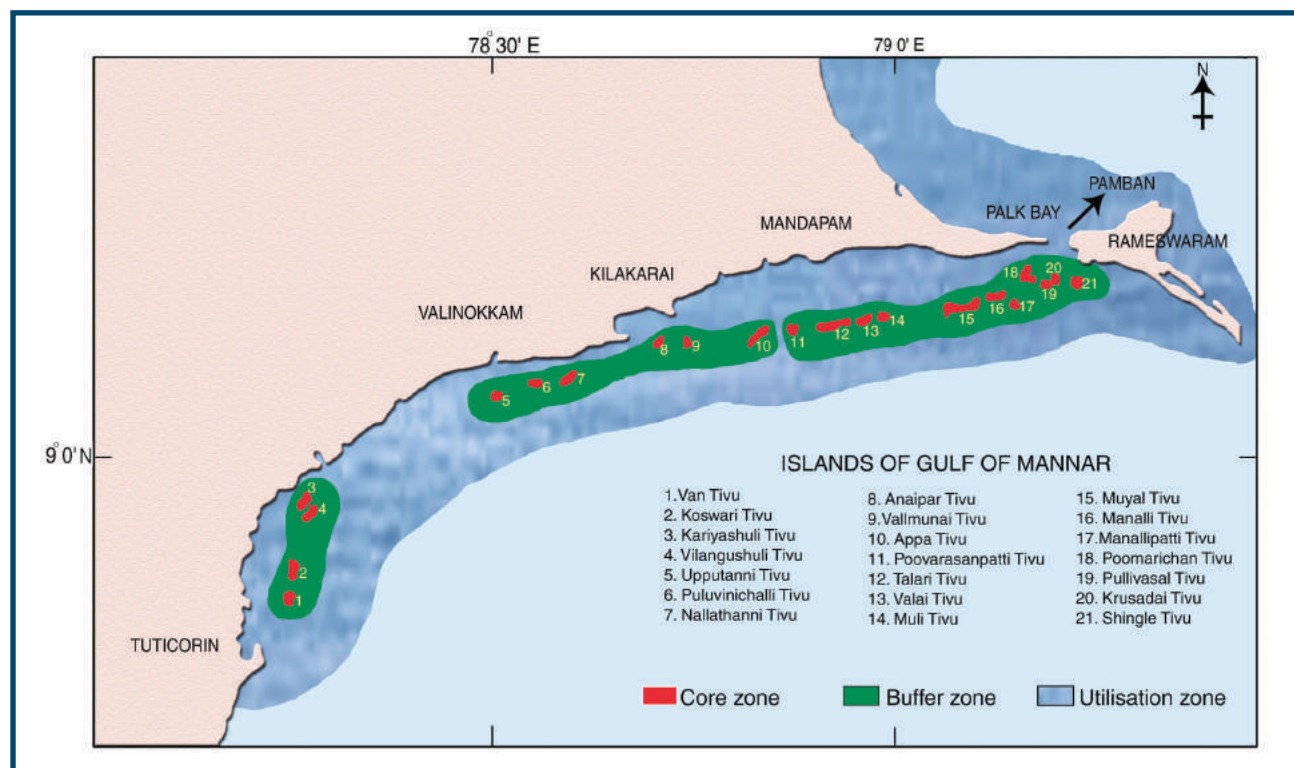 78°30' E
79 0' E
N
PAMBAN
PALK BAY
MANDAPAM
RAMESWARAM
KILAKARAI
VALINOKKAM
18
20
19
21
16
17
15
14
13
12
11
10
9
8
7
6
5
9°0'N
3
4
2
1
TUTICORIN
ISLANDS OF GULF OF MANNAR
1.Van Tivu
2. Koswari Tivu
3. Kariyashuli Tivu
4. Vilangushuli Tivu
5. Upputanni Tivu
6. Puluvinichalli Tivu
7. Nallathanni Tivu
8. Anaipar Tivu
9.Vallmunai Tivu
10. Appa Tivu
11. Poovarasanpatti Tivu
12. Talari Tivu
13. Valai Tivu
14. Muli Tivu
15. Muyal Tivu
16. Manalli Tivu
17.Manallipatti Tivu
18. Poomarichan Tivu
19. Pullivasal Tivu
20. Krusadai Tivu
21. Shingle Tivu
Core zone
Buffer zone
Utilisation zone